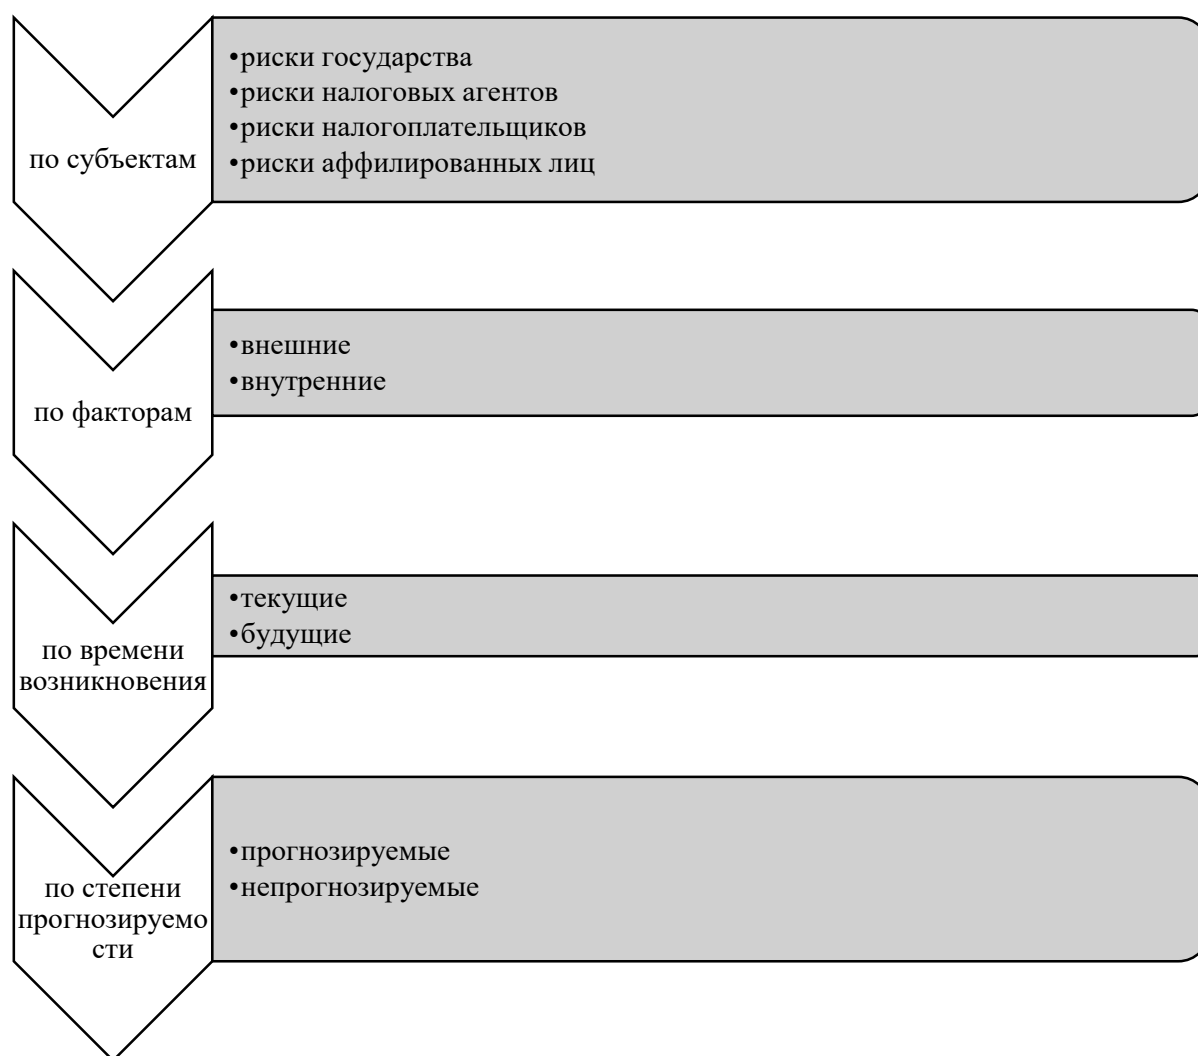 по субъектам
•риски государства
•риски налоговых агентов
•риски налогоплательщиков
•риски аффилированных лиц
по факторам
•внешние
•внутренние
по времени
возникновения
•текущие
•будущие
по степени
прогнозируемо
сти
•прогнозируемые
•непрогнозируемые